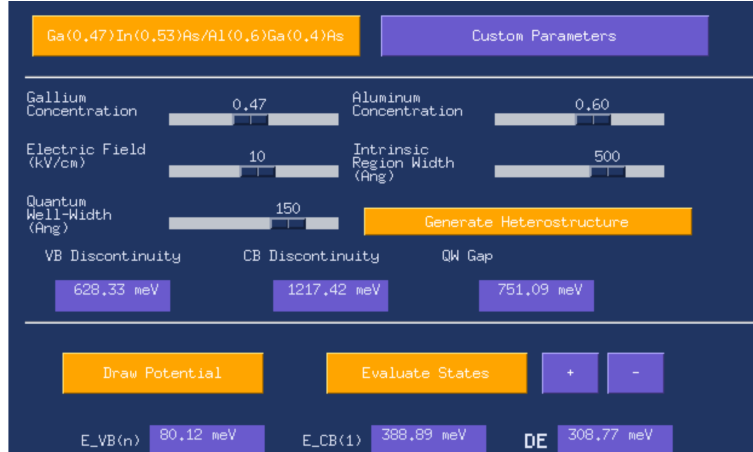 Ga(0.47)In(0.53)As/Al(0.6)Ga(0.4)As
Custom Parameters
Gallium
Concentration
0.47
Aluminum
Concentration
0.60
Electric Field
(kV/cm)
10
Intrinsic
Region Width
(Ang)
500
Quantum
Well-Width
(Ang)
150
Generate Heterostructure
VB Discontinuity
CB Discontinuity
QW Gap
628.33 meV
1217.42 meV
751.09 meV
Draw Potential
Evaluate States
+
-
E_VB(n)
80.12 meV
E_CB(1)
388.89 meV
DE
308.77 meV